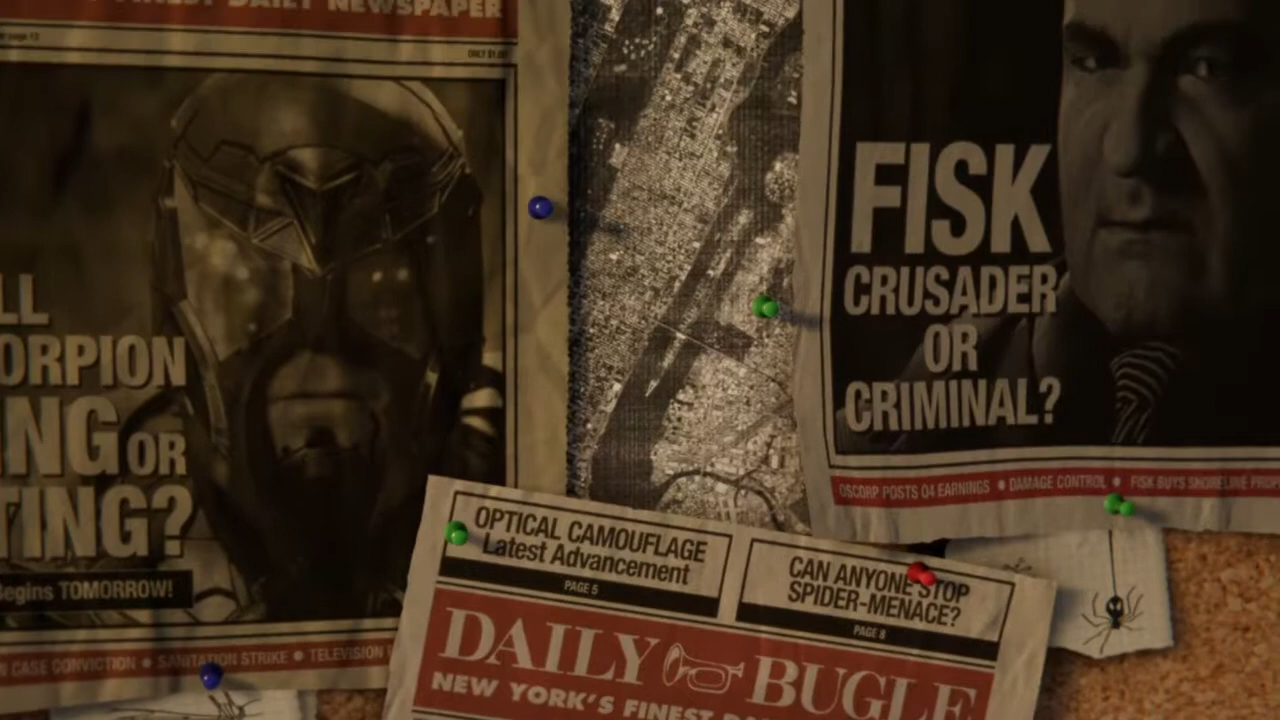 FINEST DAILY NEWSPAPER
ONLY $1.00
LL
ORPION
NG OR
TING?
Begins TOMORROW!
N CASE CONVICTION • SANITATION STRIKE • TELEVISION
FISK
CRUSADER
OR
CRIMINAL?
OSCORP POSTS Q4 EARNINGS • DAMAGE CONTROL • FISK BUYS SHORELINE PROP
OPTICAL CAMOUFLAGE
Latest Advancement
PAGE 5
CAN ANYONE STOP
SPIDER-MENACE?
PAGE 8
DAILY BUGLE
NEW YORK'S FINEST